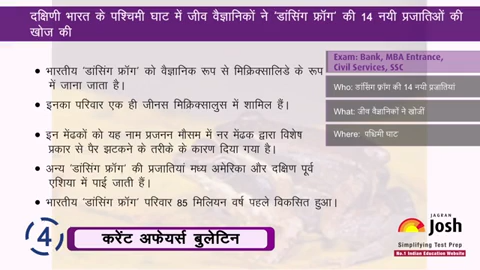 दक्षिणी भारत के पश्चिमी घाट में जीव वैज्ञानिकों ने 'डांसिंग फ्रॉग' की 14 नयी प्रजातिओं की
खोज की
• भारतीय 'डांसिंग फ्रॉग' को वैज्ञानिक रूप से मिक्रिक्सालिडे के रूप
में जाना जाता है।
• इनका परिवार एक ही जीनस मिक्रिक्सालुस में शामिल हैं।
• इन मेंढकों को यह नाम प्रजनन मौसम में नर मेंढक द्वारा विशेष
प्रकार से पैर झटकने के तरीके के कारण दिया गया है।
• अन्य 'डांसिंग फ्रॉग' की प्रजातियां मध्य अमेरिका और दक्षिण पूर्व
एशिया में पाई जाती हैं।
• भारतीय 'डांसिंग फ्रॉग' परिवार 85 मिलियन वर्ष पहले विकसित हुआ।
Exam: Bank, MBA Entrance,
Civil Services, SSC
Who: डांसिंग फ्रॉग की 14 नयी प्रजातियां
What: जीव वैज्ञानिकों ने खोजीं
Where: पश्चिमी घाट
4
करेंट अफेयर्स बुलेटिन
JAGRAN
Josh
Simplifying Test Prep
No.1 Indian Education Website